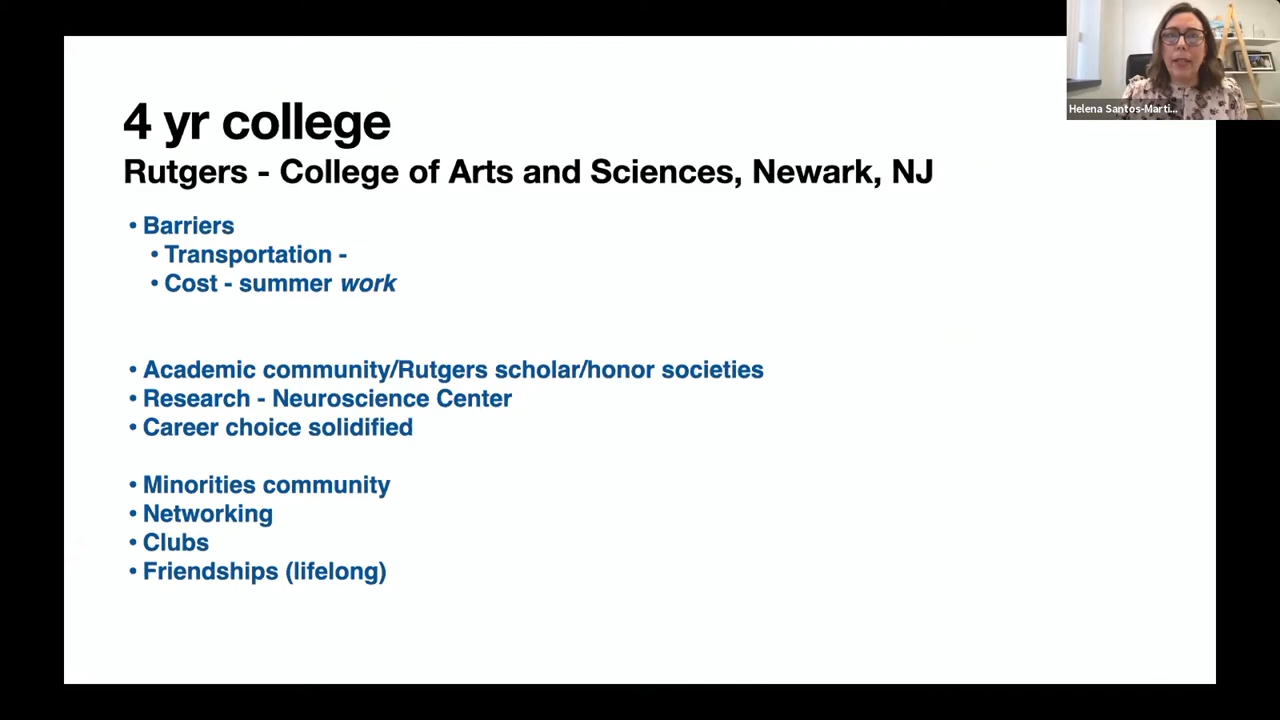 4 yr college
Rutgers - College of Arts and Sciences, Newark, NJ
• Barriers
• Transportation -
• Cost - summer work
• Academic community/Rutgers scholar/honor societies
• Research - Neuroscience Center
• Career choice solidified
• Minorities community
• Networking
• Clubs
• Friendships (lifelong)
Helena Santos-Marti...